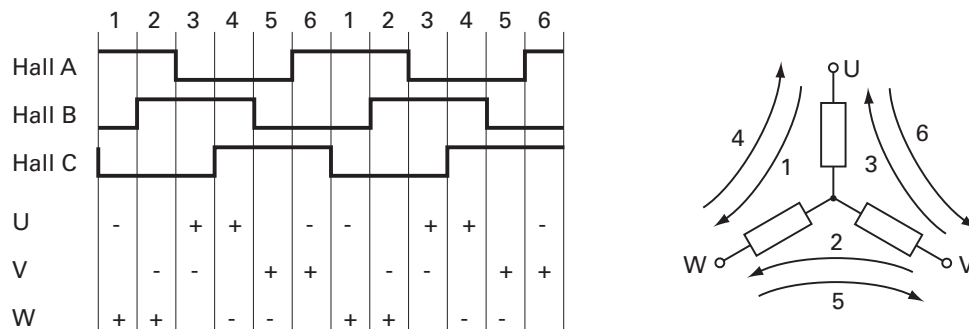 1 2 3 4 5 6 1 2 3 4 5 6
Hall A
Hall B
Hall C
U - + + - - + + -
V - - + + - - + +
W + + - - + + - -
U
4
1
3
6
W
2
V
5